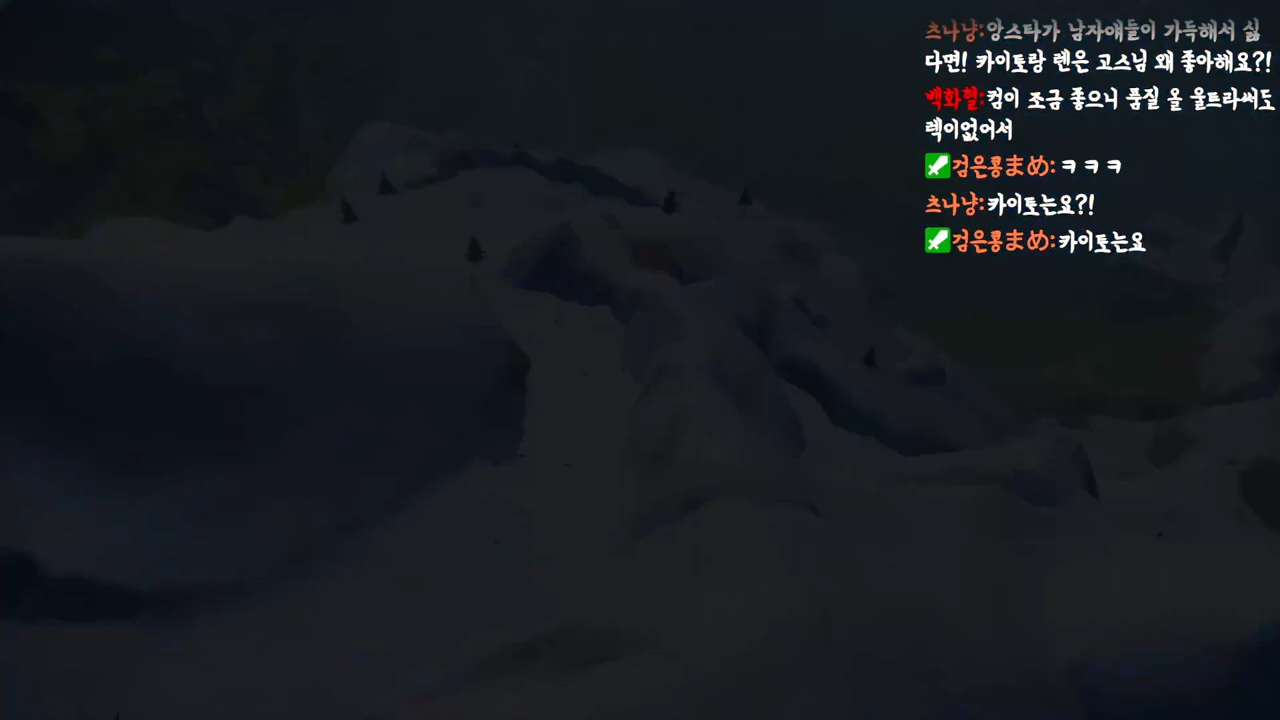 츠나냥:앙스타가 남자애들이 가득해서 싫
다면! 카이토랑 렌은 고스님 왜 좋아해요?!
백화혈:컴이 조금 좋으니 품질 올 울트라써도
렉이없어서
검은콩まめ:ㅋㅋㅋ
츠나냥:카이토는요?!
검은콩まめ:카이토는요